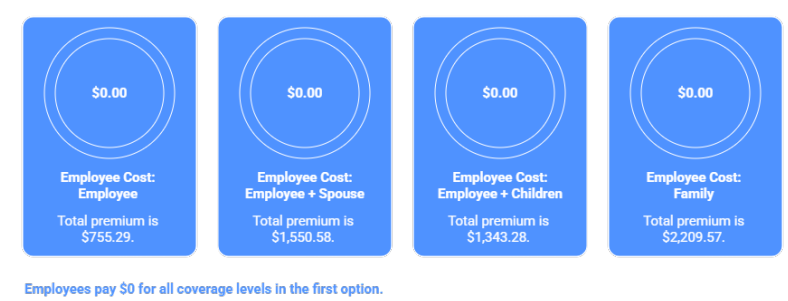 $0.00
Employee Cost:
Employee
Total premium is
$755.29.
$0.00
Employee Cost:
Employee + Spouse
Total premium is
$1,550.58.
$0.00
Employee Cost:
Employee + Children
Total premium is
$1,343.28.
$0.00
Employee Cost:
Family
Total premium is
$2,209.57.
Employees pay $0 for all coverage levels in the first option.